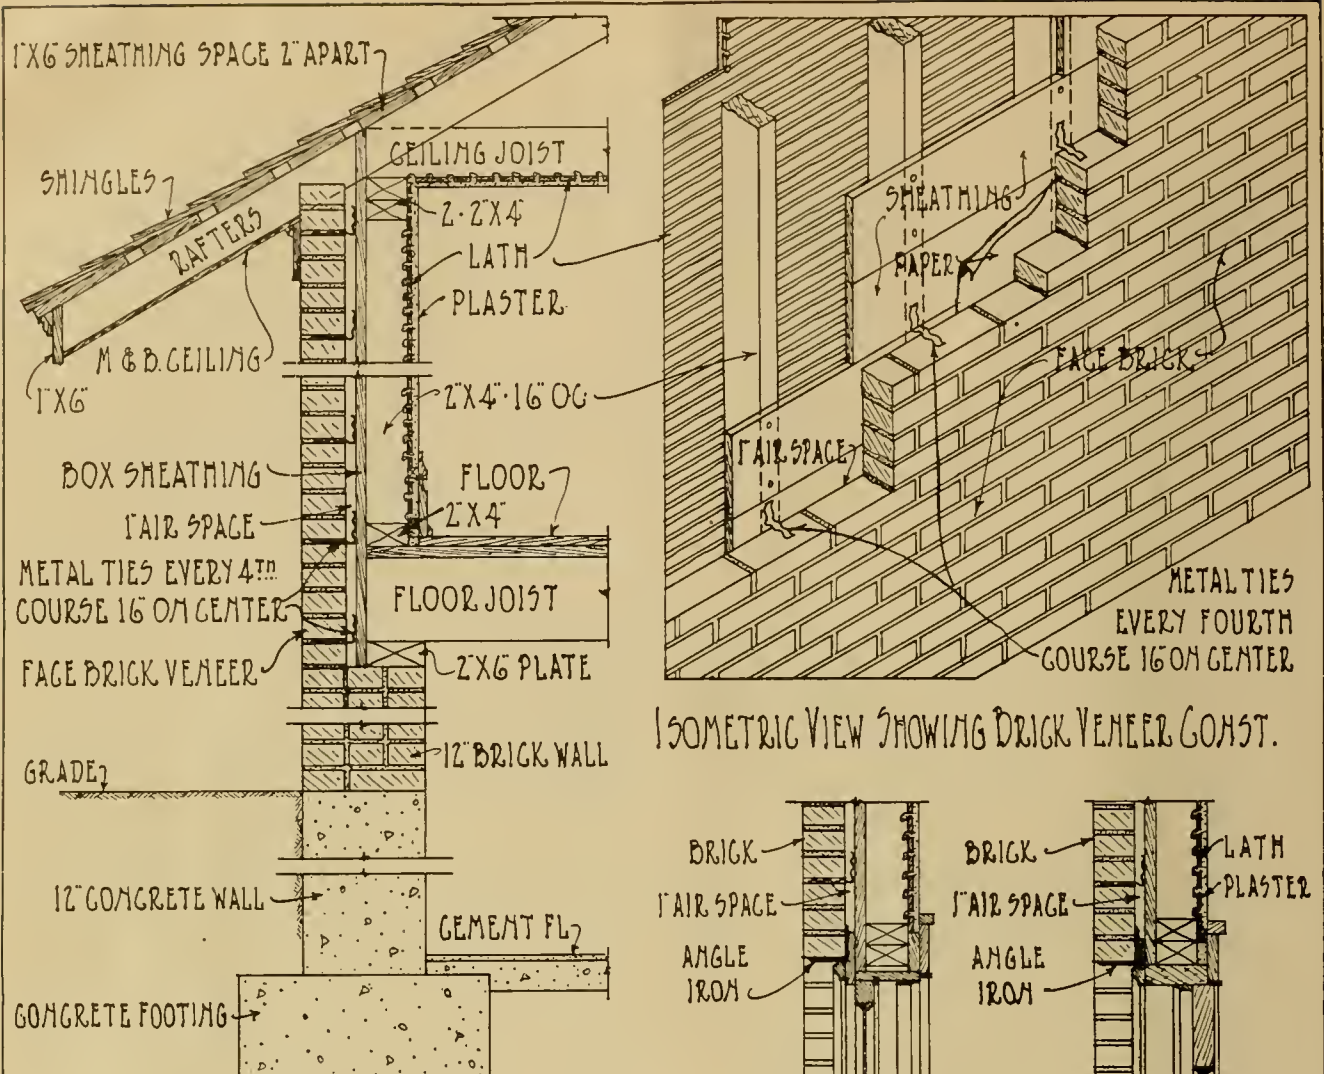 1"X6" SHEATHING SPACE 2" APART
SHINGLES
RAFTERS
CEILING JOIST
2-2"X4"
LATH
PLASTER
M & B. CEILING
1"X6"
2"X4"-16" OC
BOX SHEATHING
FLOOR
2"X4"
1" AIR SPACE
METAL TIES EVERY 4TH
COURSE 16" ON CENTER
FLOOR JOIST
FACE BRICK VENEER
2"X6" PLATE
12" BRICK WALL
GRADE
12" CONCRETE WALL
CEMENT FL
CONCRETE FOOTING
SHEATHING
PAPER
FACE BRICK
1" AIR SPACE
METAL TIES
EVERY FOURTH
COURSE 16" ON CENTER
ISOMETRIC VIEW SHOWING BRICK VENEER CONST.
BRICK
1" AIR SPACE
ANGLE
IRON
BRICK
1" AIR SPACE
ANGLE
IRON
LATH
PLASTER